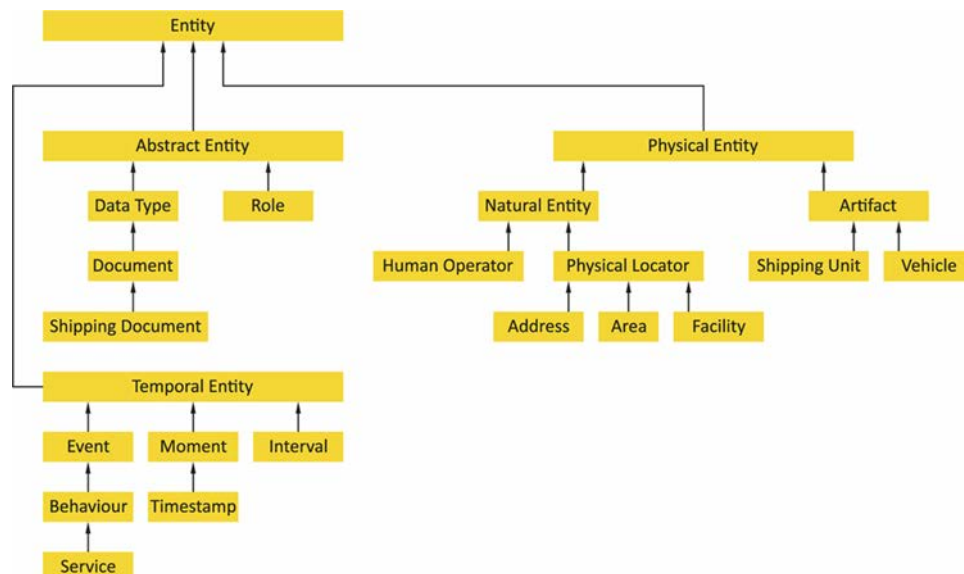 Entity
Abstract Entity
Physical Entity
Data Type
Role
Natural Entity
Artifact
Document
Human Operator
Physical Locator
Shipping Unit
Vehicle
Shipping Document
Address
Area
Facility
Temporal Entity
Event
Moment
Interval
Behaviour
Timestamp
Service